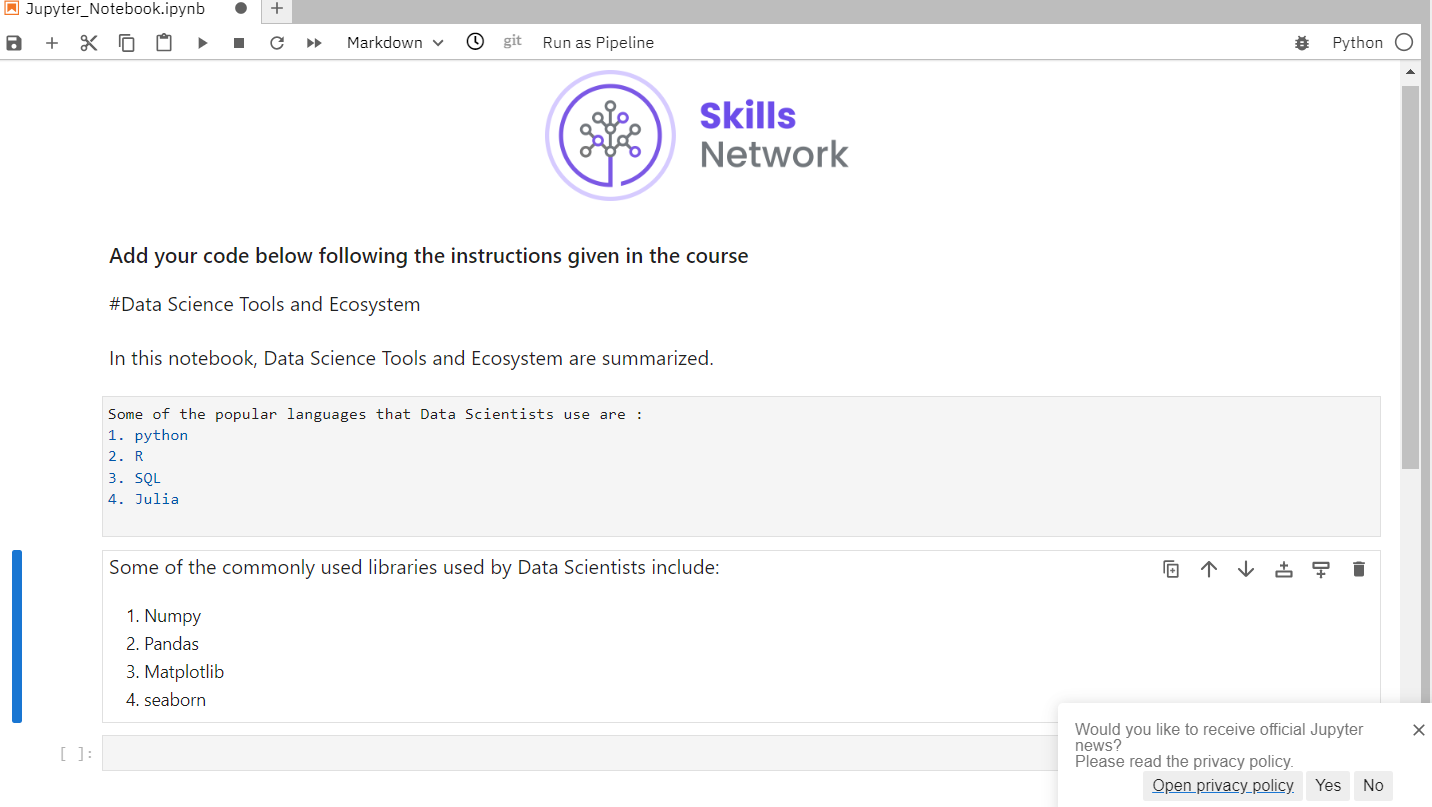 Jupyter_Notebook.ipynb
Markdown
git
Run as Pipeline
Python
Skills
Network
Add your code below following the instructions given in the course
#Data Science Tools and Ecosystem
In this notebook, Data Science Tools and Ecosystem are summarized.
Some of the popular languages that Data Scientists use are :
1. python
2. R
3. SQL
4. Julia
Some of the commonly used libraries used by Data Scientists include:
1. Numpy
2. Pandas
3. Matplotlib
4. seaborn
[ ]:
Would you like to receive official Jupyter
news?
Please read the privacy policy.
Open privacy policy
Yes
No